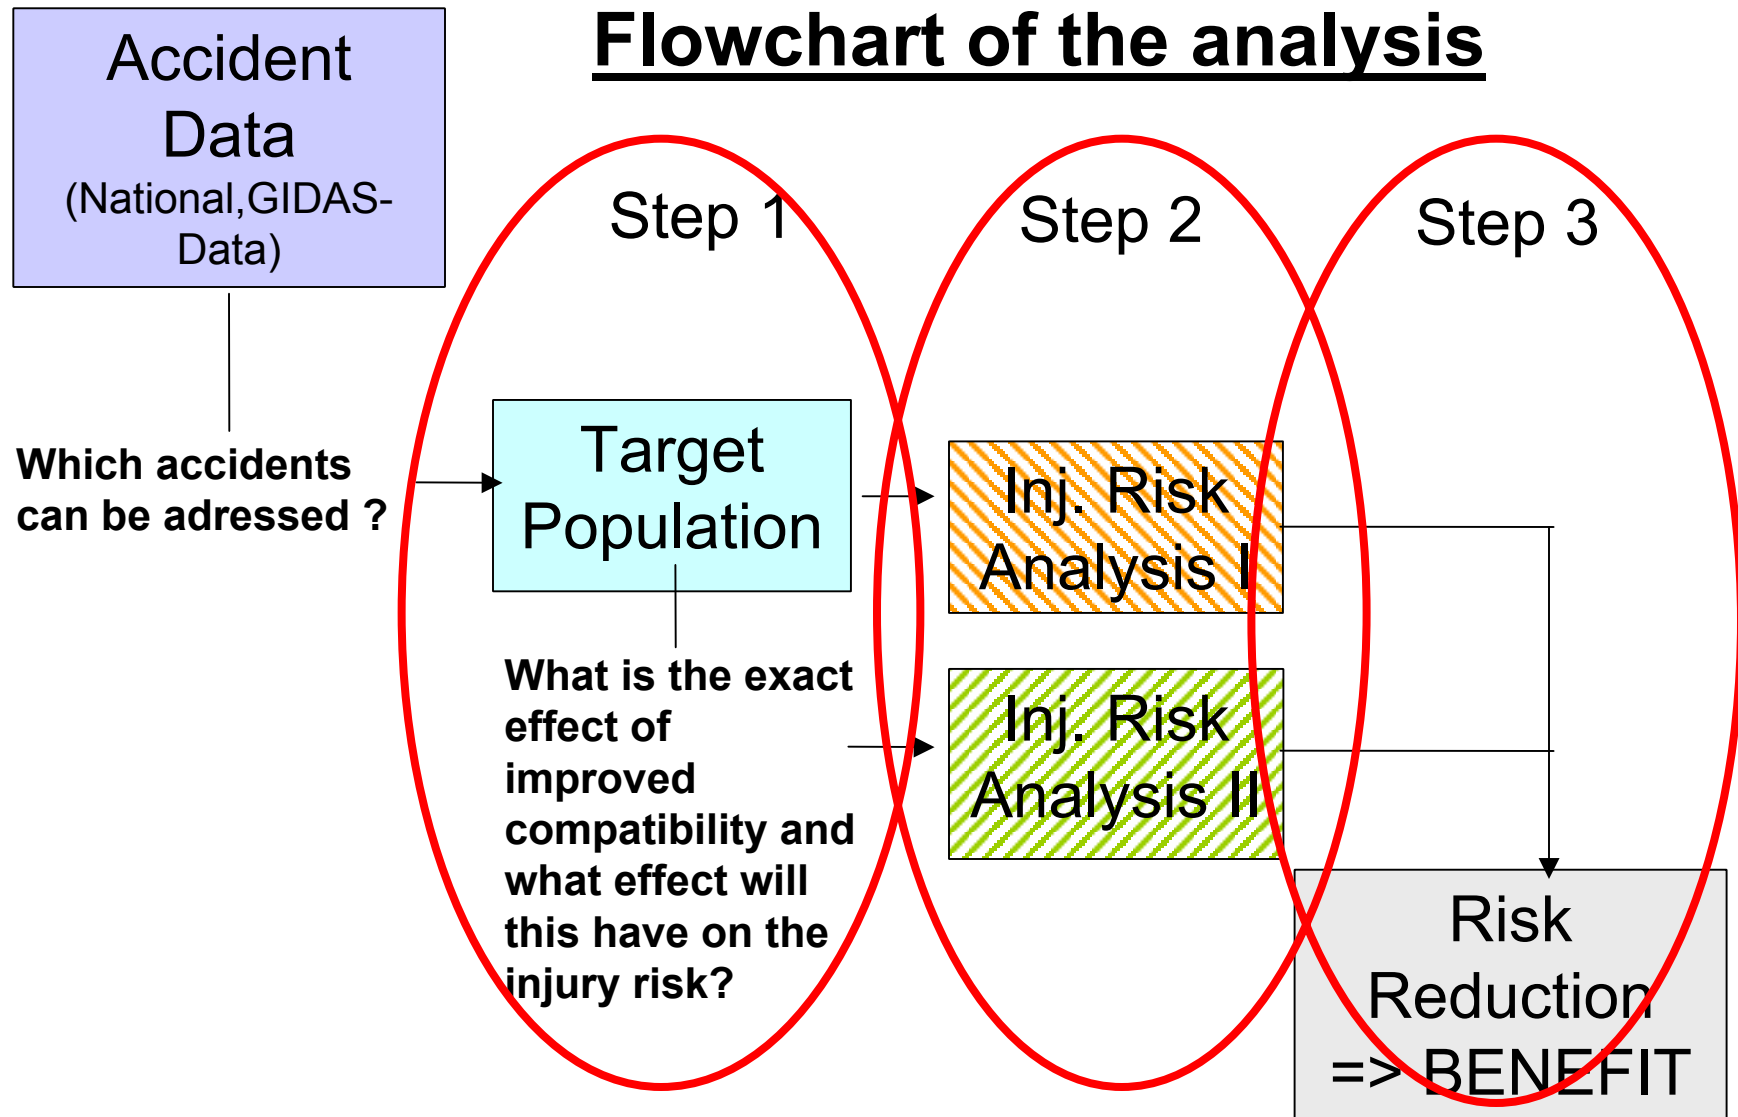 Flowchart of the analysis
Accident
Data
(National,GIDAS-
Data)
Step 1
Step 2
Step 3
Which accidents
can be adressed ?
Target
Population
What is the exact
effect of
improved
compatibility and
what effect will
this have on the
injury risk?
Inj. Risk
Analysis I
Inj. Risk
Analysis II
Risk
Reduction
=> BENEFIT